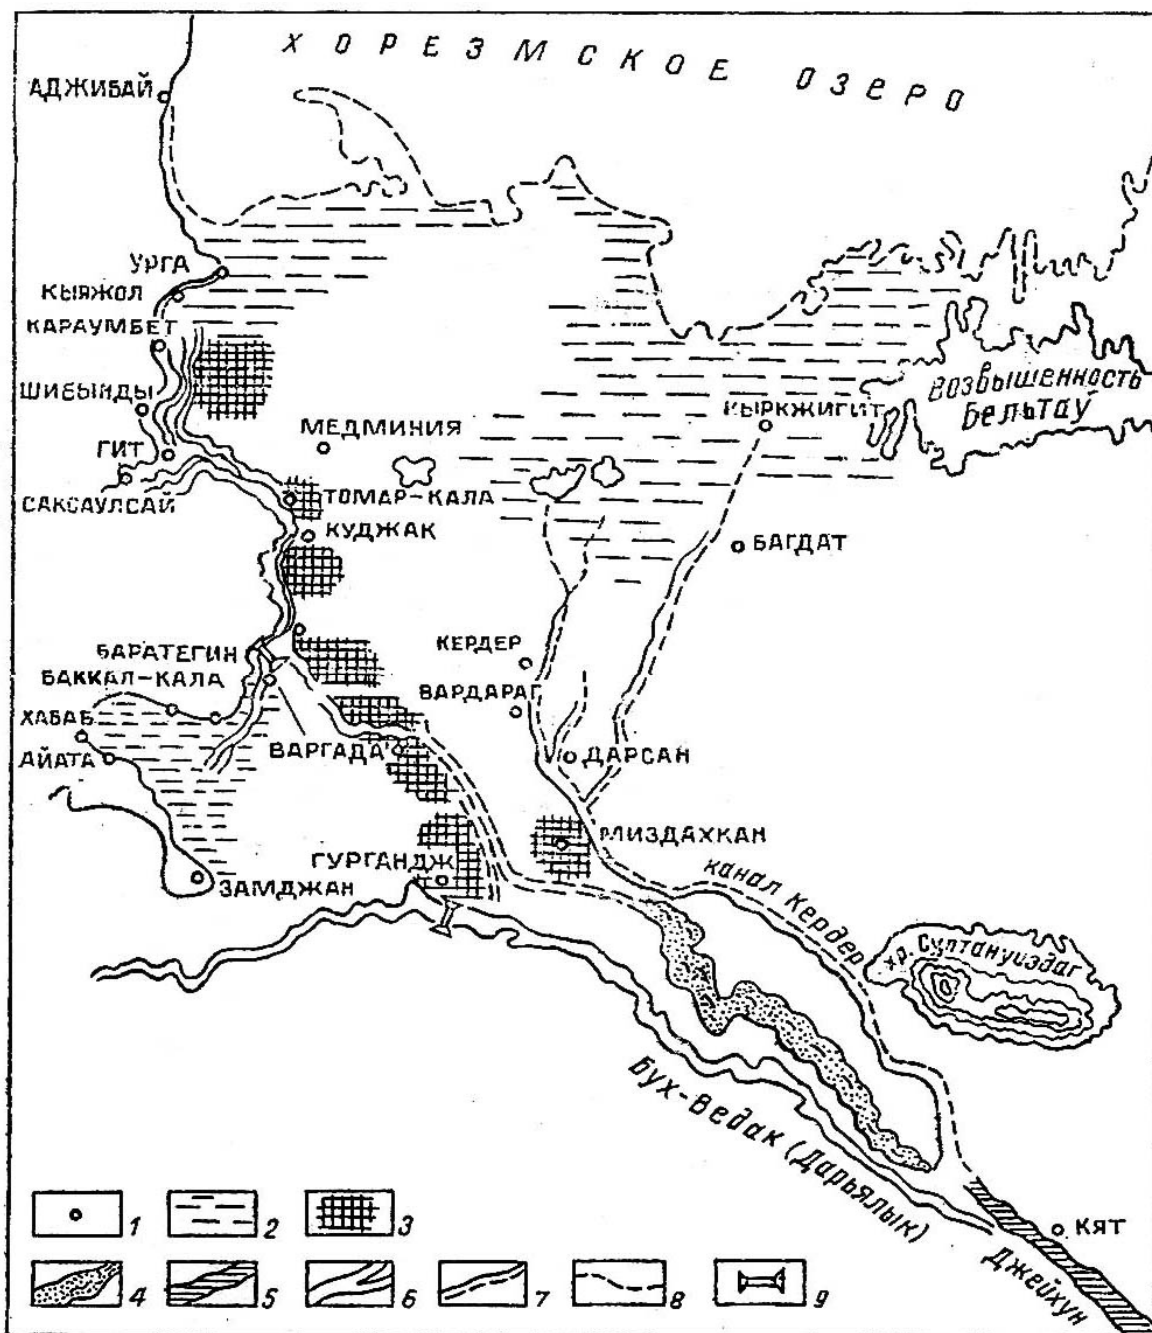 ХОРЕЗМСКОЕ ОЗЕРО
АДЖИБАЙ
УРГА
КЫЯЖОЛ
КАРАУМБЕТ
ШИБЫНДЫ
ГИТ
САКСАУЛСАЙ
МЕДМИНИЯ
ТОМАР-КАЛА
КУДЖАК
КЫРКЖИГИТ
Возвышенность
Бельтау
БАГДАТ
КЕРДЕР
ВАРДАРАГ
ДАРСАН
БАРАТЕГИН
БАККАЛ-КАЛА
ХАБАБ
АЙАТА
ВАРГАДА
МИЗДАХКАН
ГУРГАНДЖ
ЗАМДЖАН
канал Кердер
хр. Султануиздаг
Бух-Ведак (Дарьялык)
КЯТ
Джейхун
1 2 3
4 5 6 7 8 9